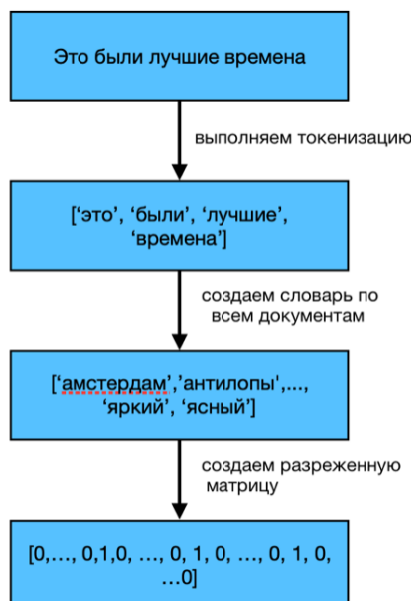 Это были лучшие времена
выполняем токенизацию
[‘это’, ‘были’, ‘лучшие’,
‘времена’]
создаем словарь по
всем документам
[‘амстердам’,’антилопы',...,
‘яркий’, ‘ясный’]
создаем разреженную
матрицу
[0,…, 0,1,0, …, 0, 1, 0, …, 0, 1, 0,
…0]